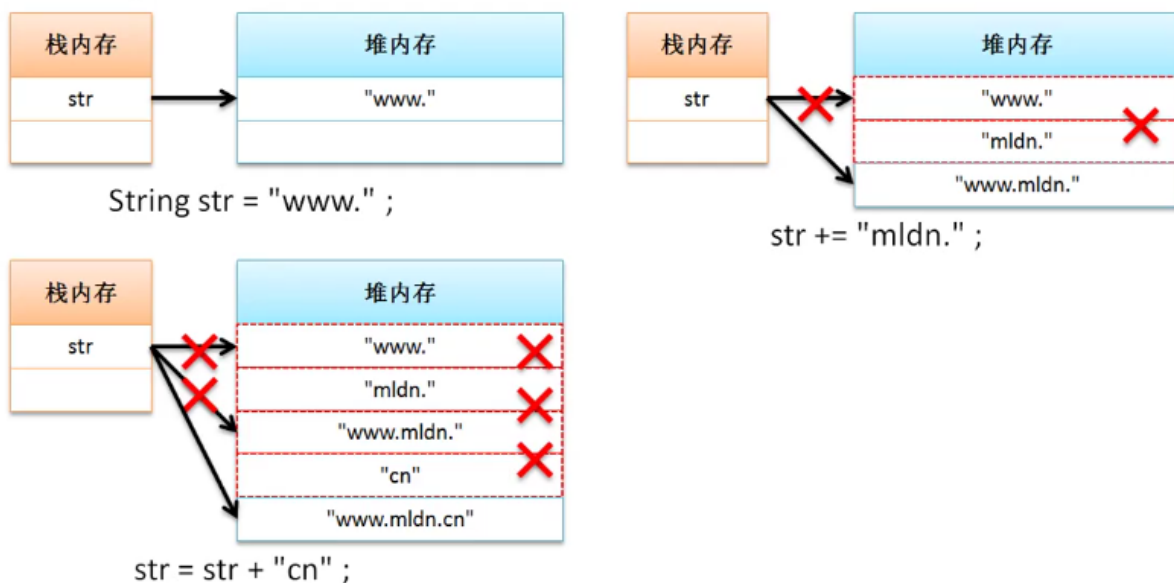 栈内存
堆内存
str
"www."
String str = "www." ;
栈内存
堆内存
str
"www."
"mldn."
"www.mldn."
str += "mldn." ;
栈内存
堆内存
str
"www."
"mldn."
"www.mldn."
"cn"
"www.mldn.cn"
str = str + "cn" ;